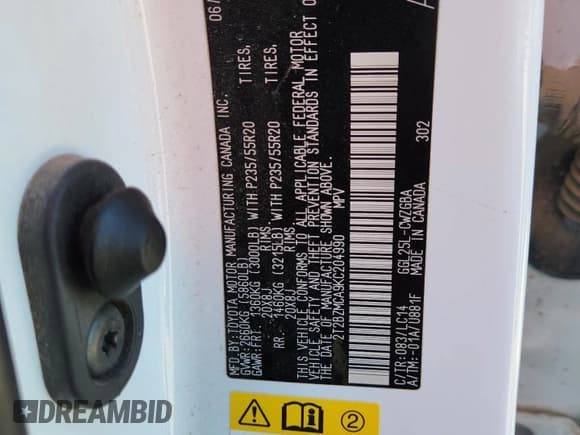 06/
MFD.BY:TOYOTA MOTOR MANUFACTURING CANADA INC.
GVWR:2660KG(5860LB)
GAWR:FRT. 1360KG (3000LB) WITH P235/55R20 TIRES,
20X8J RIMS
RR. 1460KG (3215LB) WITH P235/55R20 TIRES,
20X8J RIMS.
THIS VEHICLE CONFORMS TO ALL APPLICABLE FEDERAL MOTOR
VEHICLE SAFETY AND THEFT PREVENTION STANDARDS IN EFFECT O
THE DATE OF MANUFACTURE SHOWN ABOVE.
2T2BZMCA9KC204990 MPV
C/TR:083/LC14 GGL25L-CWZGBA
A/TM:-01A/U881F MADE IN CANADA 302
2
DREAMBID